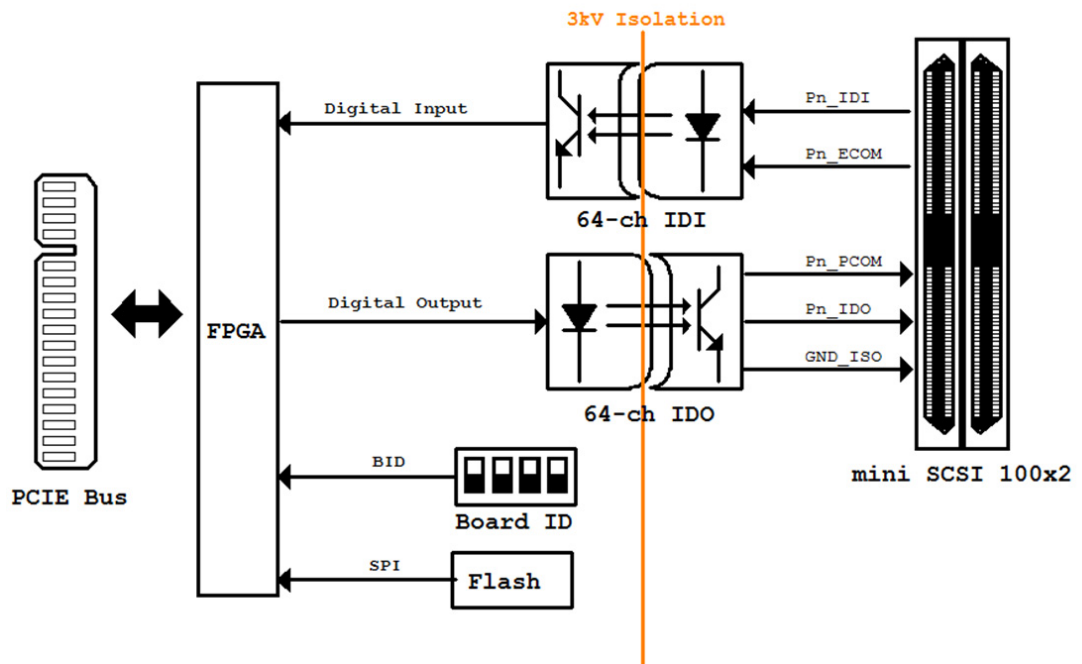 3kV Isolation
Digital Input
Pn_IDI
Pn_ECOM
64-ch IDI
Digital Output
Pn_PCOM
Pn_IDO
GND_ISO
FPGA
64-ch IDO
PCIE Bus
BID
Board ID
mini SCSI 100x2
SPI
Flash